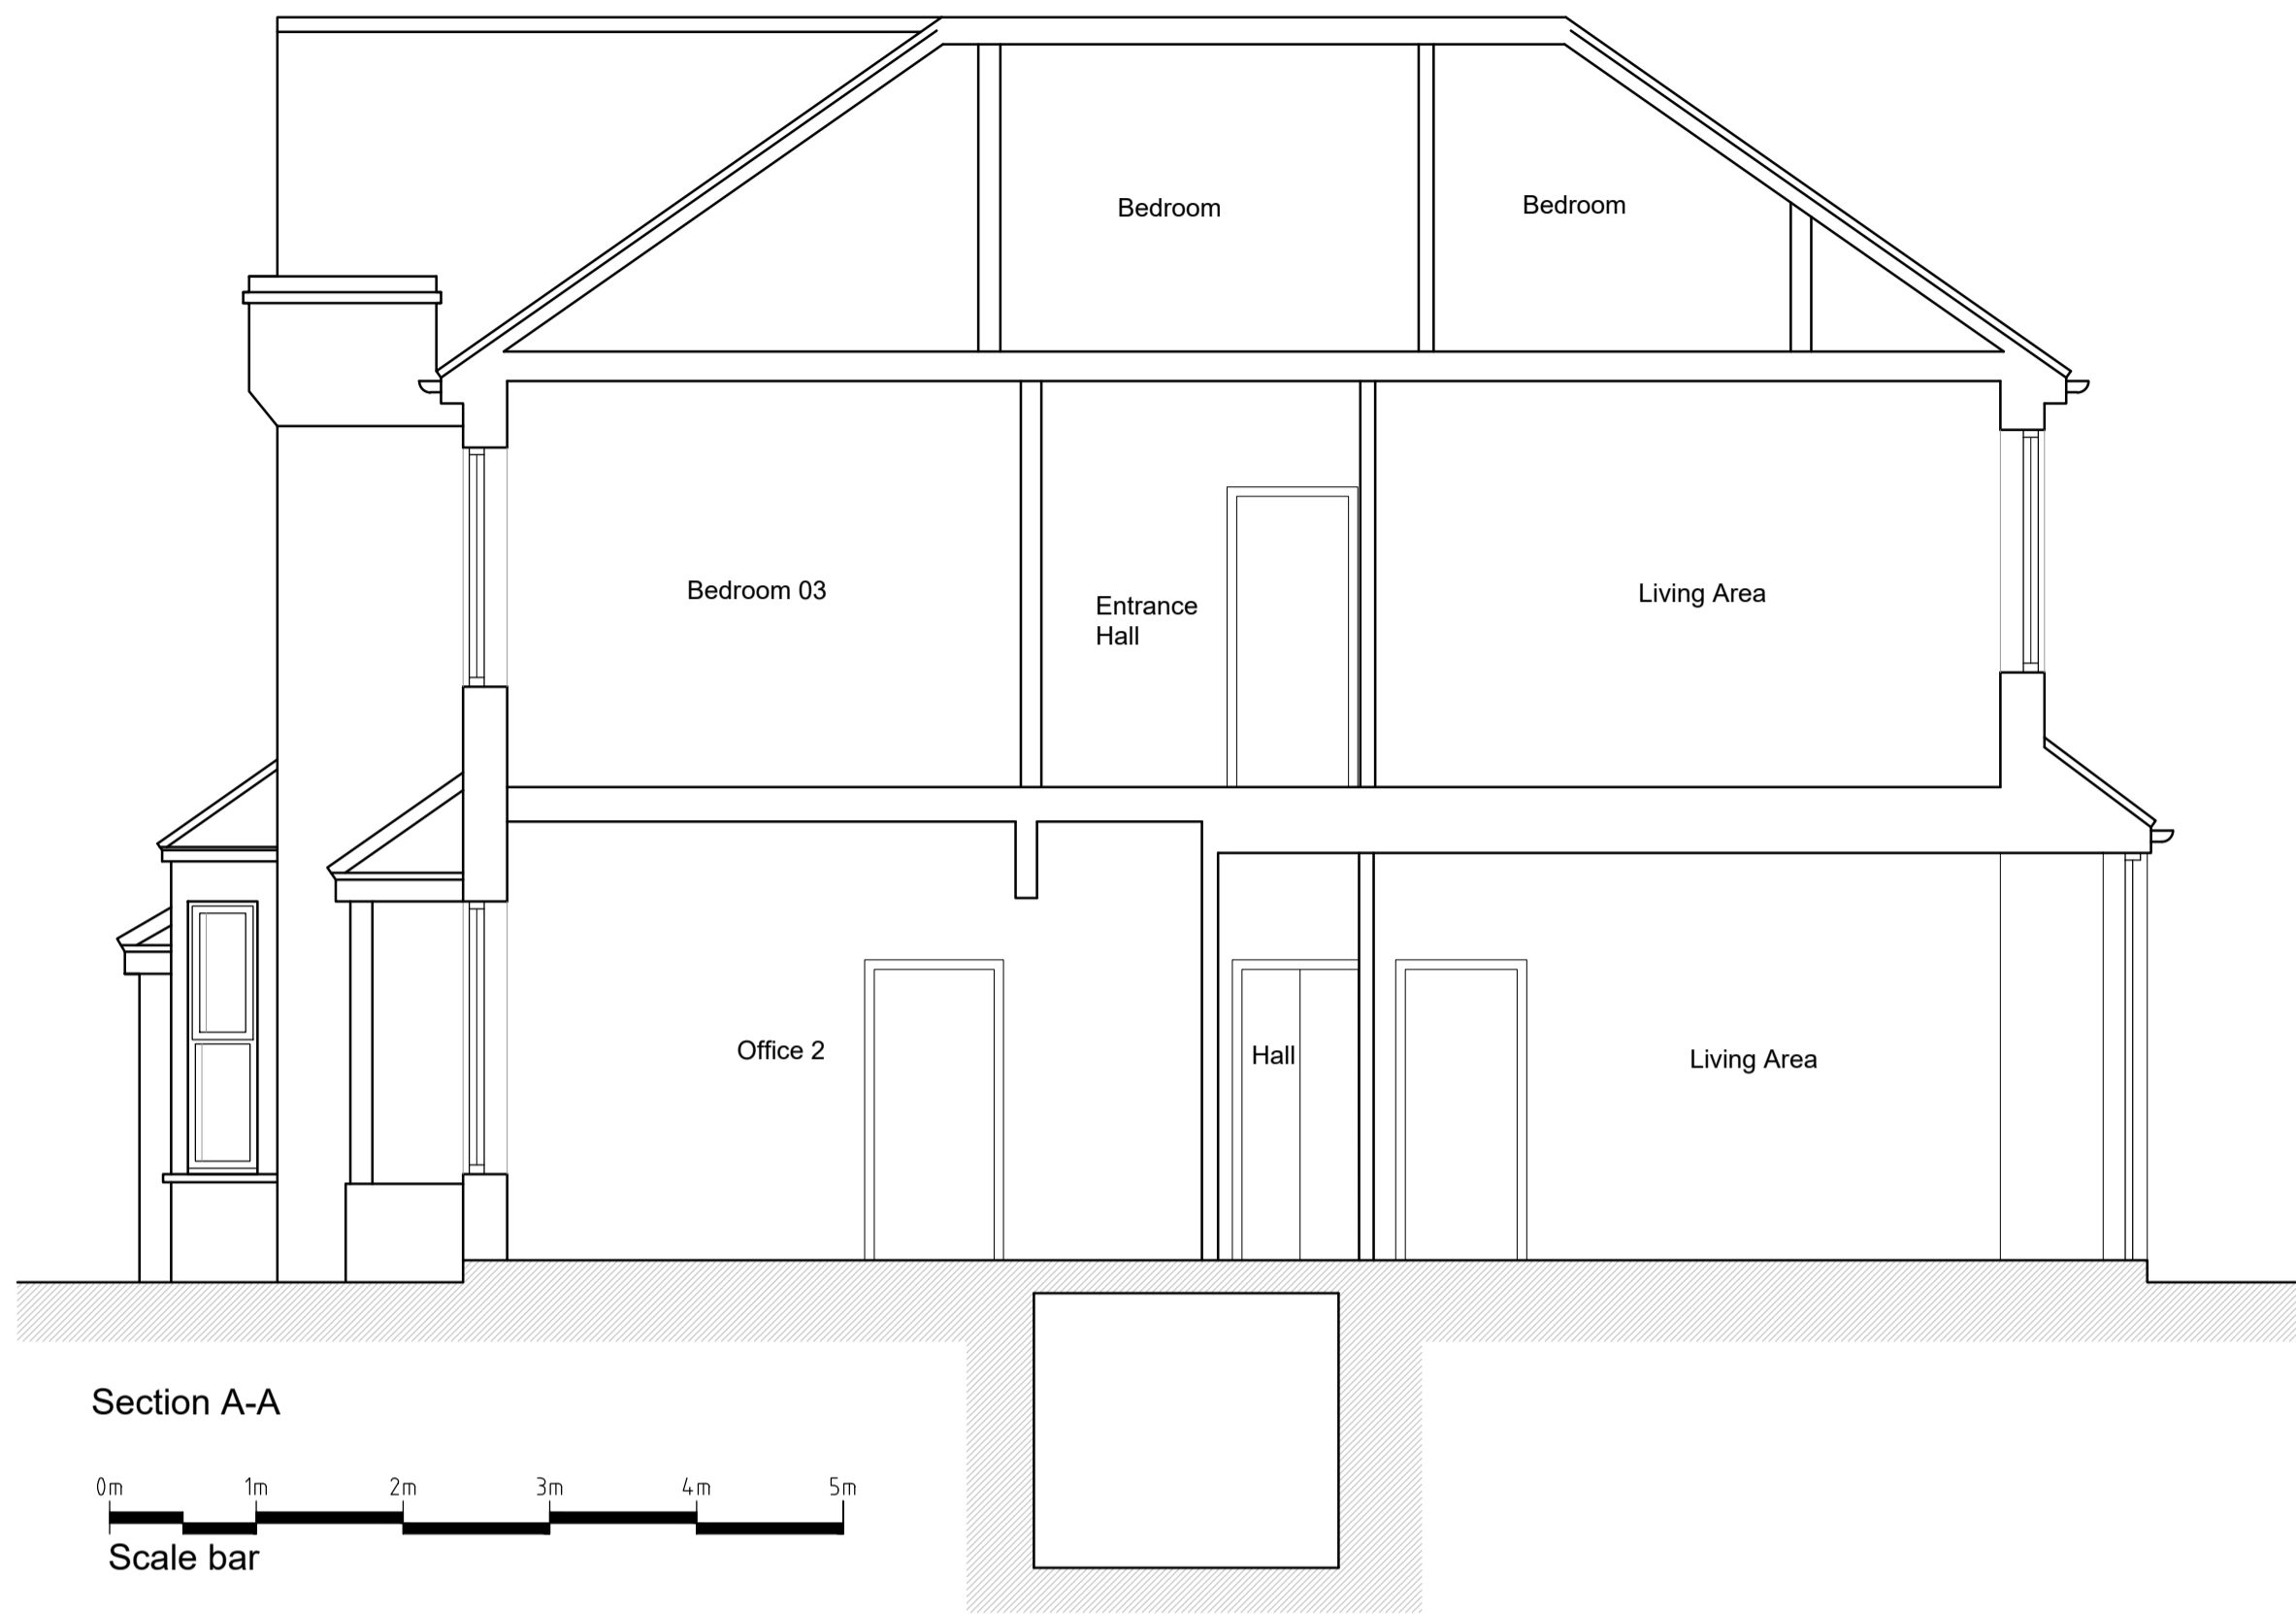 Bedroom
Bedroom
Bedroom 03
Entrance
Hall
Living Area
Office 2
Hall
Living Area
Section A-A
0m 1m 2m 3m 4m 5m
Scale bar